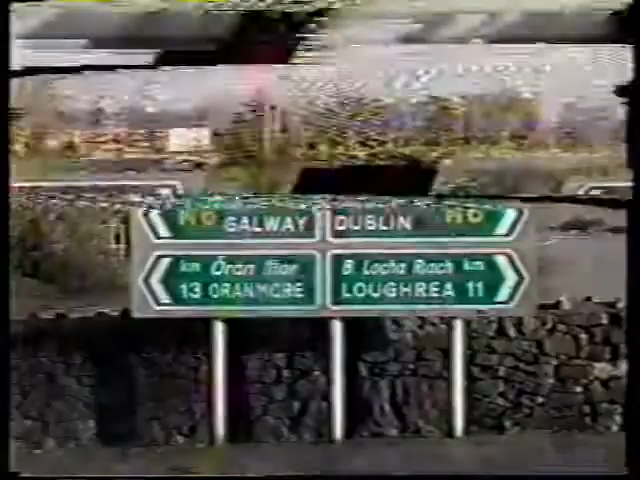 N6 GALWAY DUBLIN N6
km Órán Mór
13 ORANMORE
B Locha Riach km
LOUGHREA 11